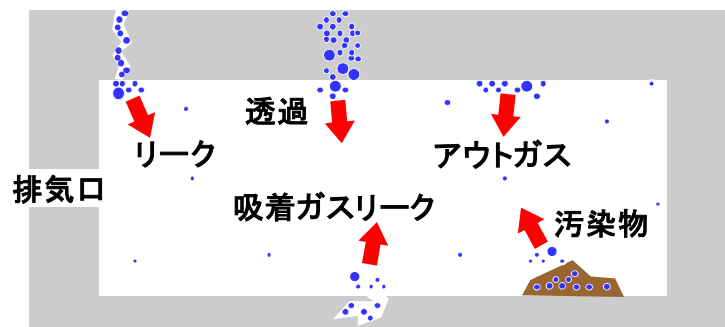 透過
リーク
アウトガス
排気口
吸着ガスリーク
汚染物